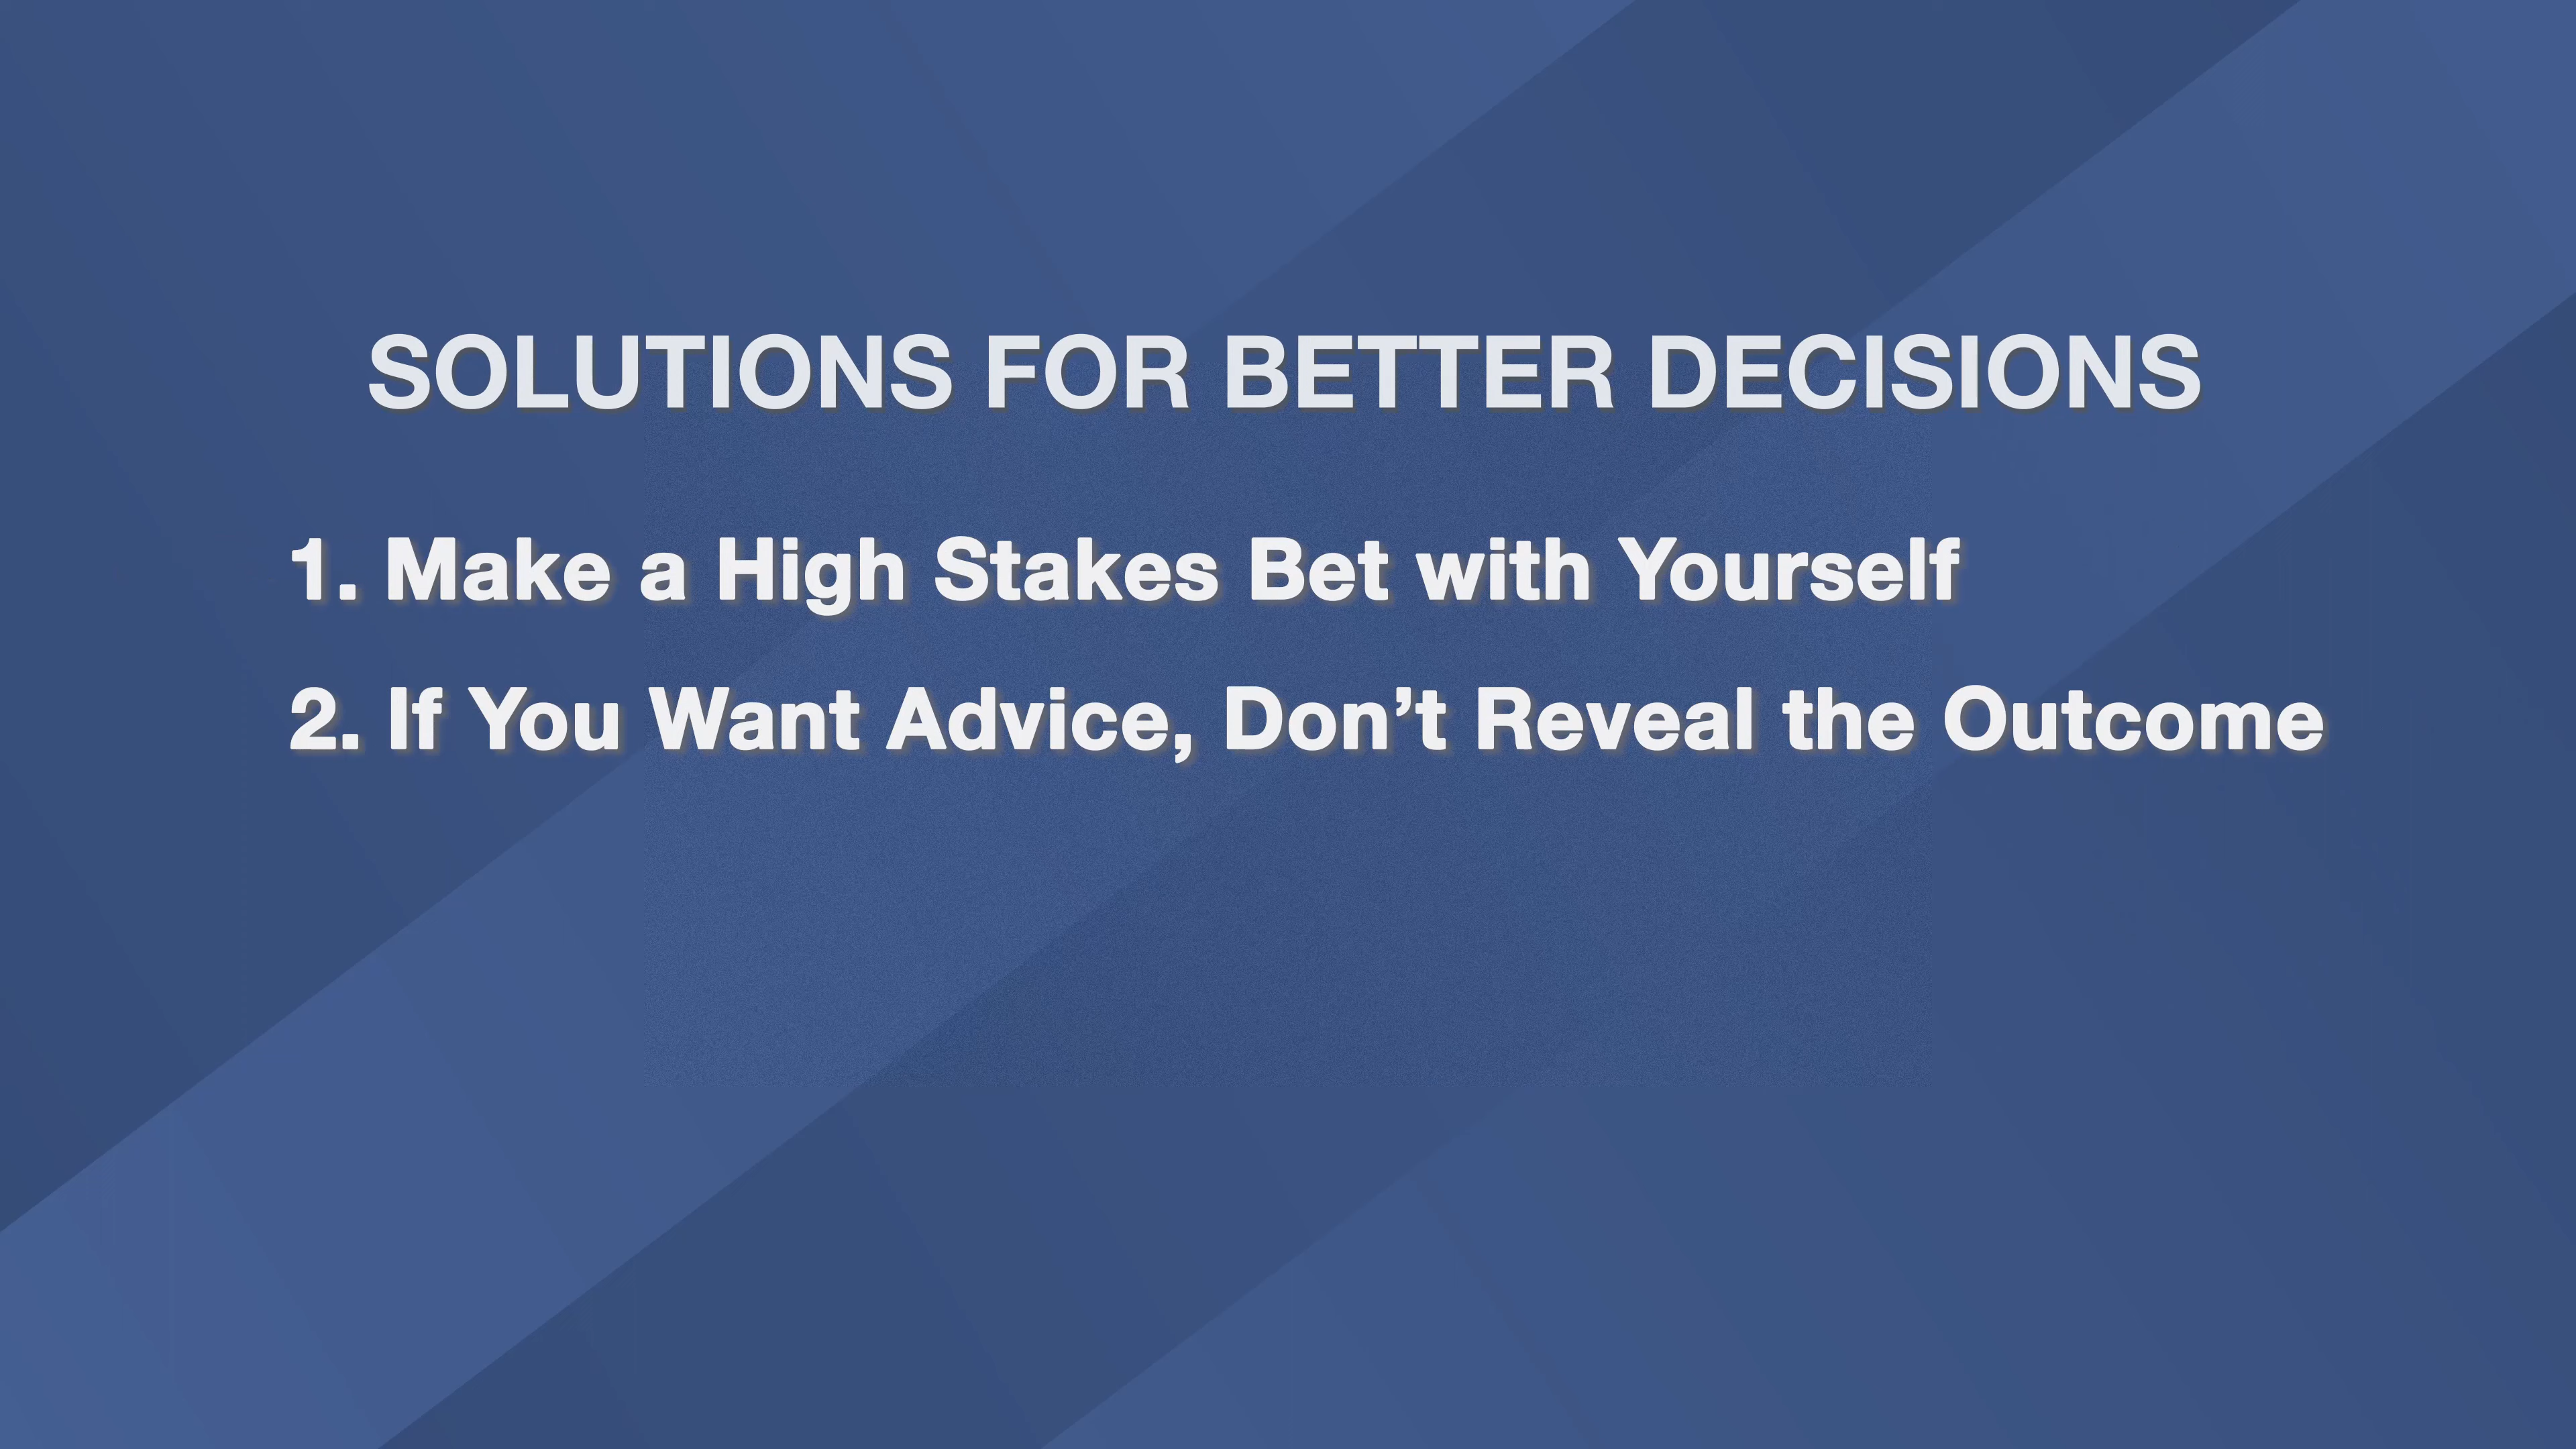 SOLUTIONS FOR BETTER DECISIONS
1. Make a High Stakes Bet with Yourself
2. If You Want Advice, Don’t Reveal the Outcome